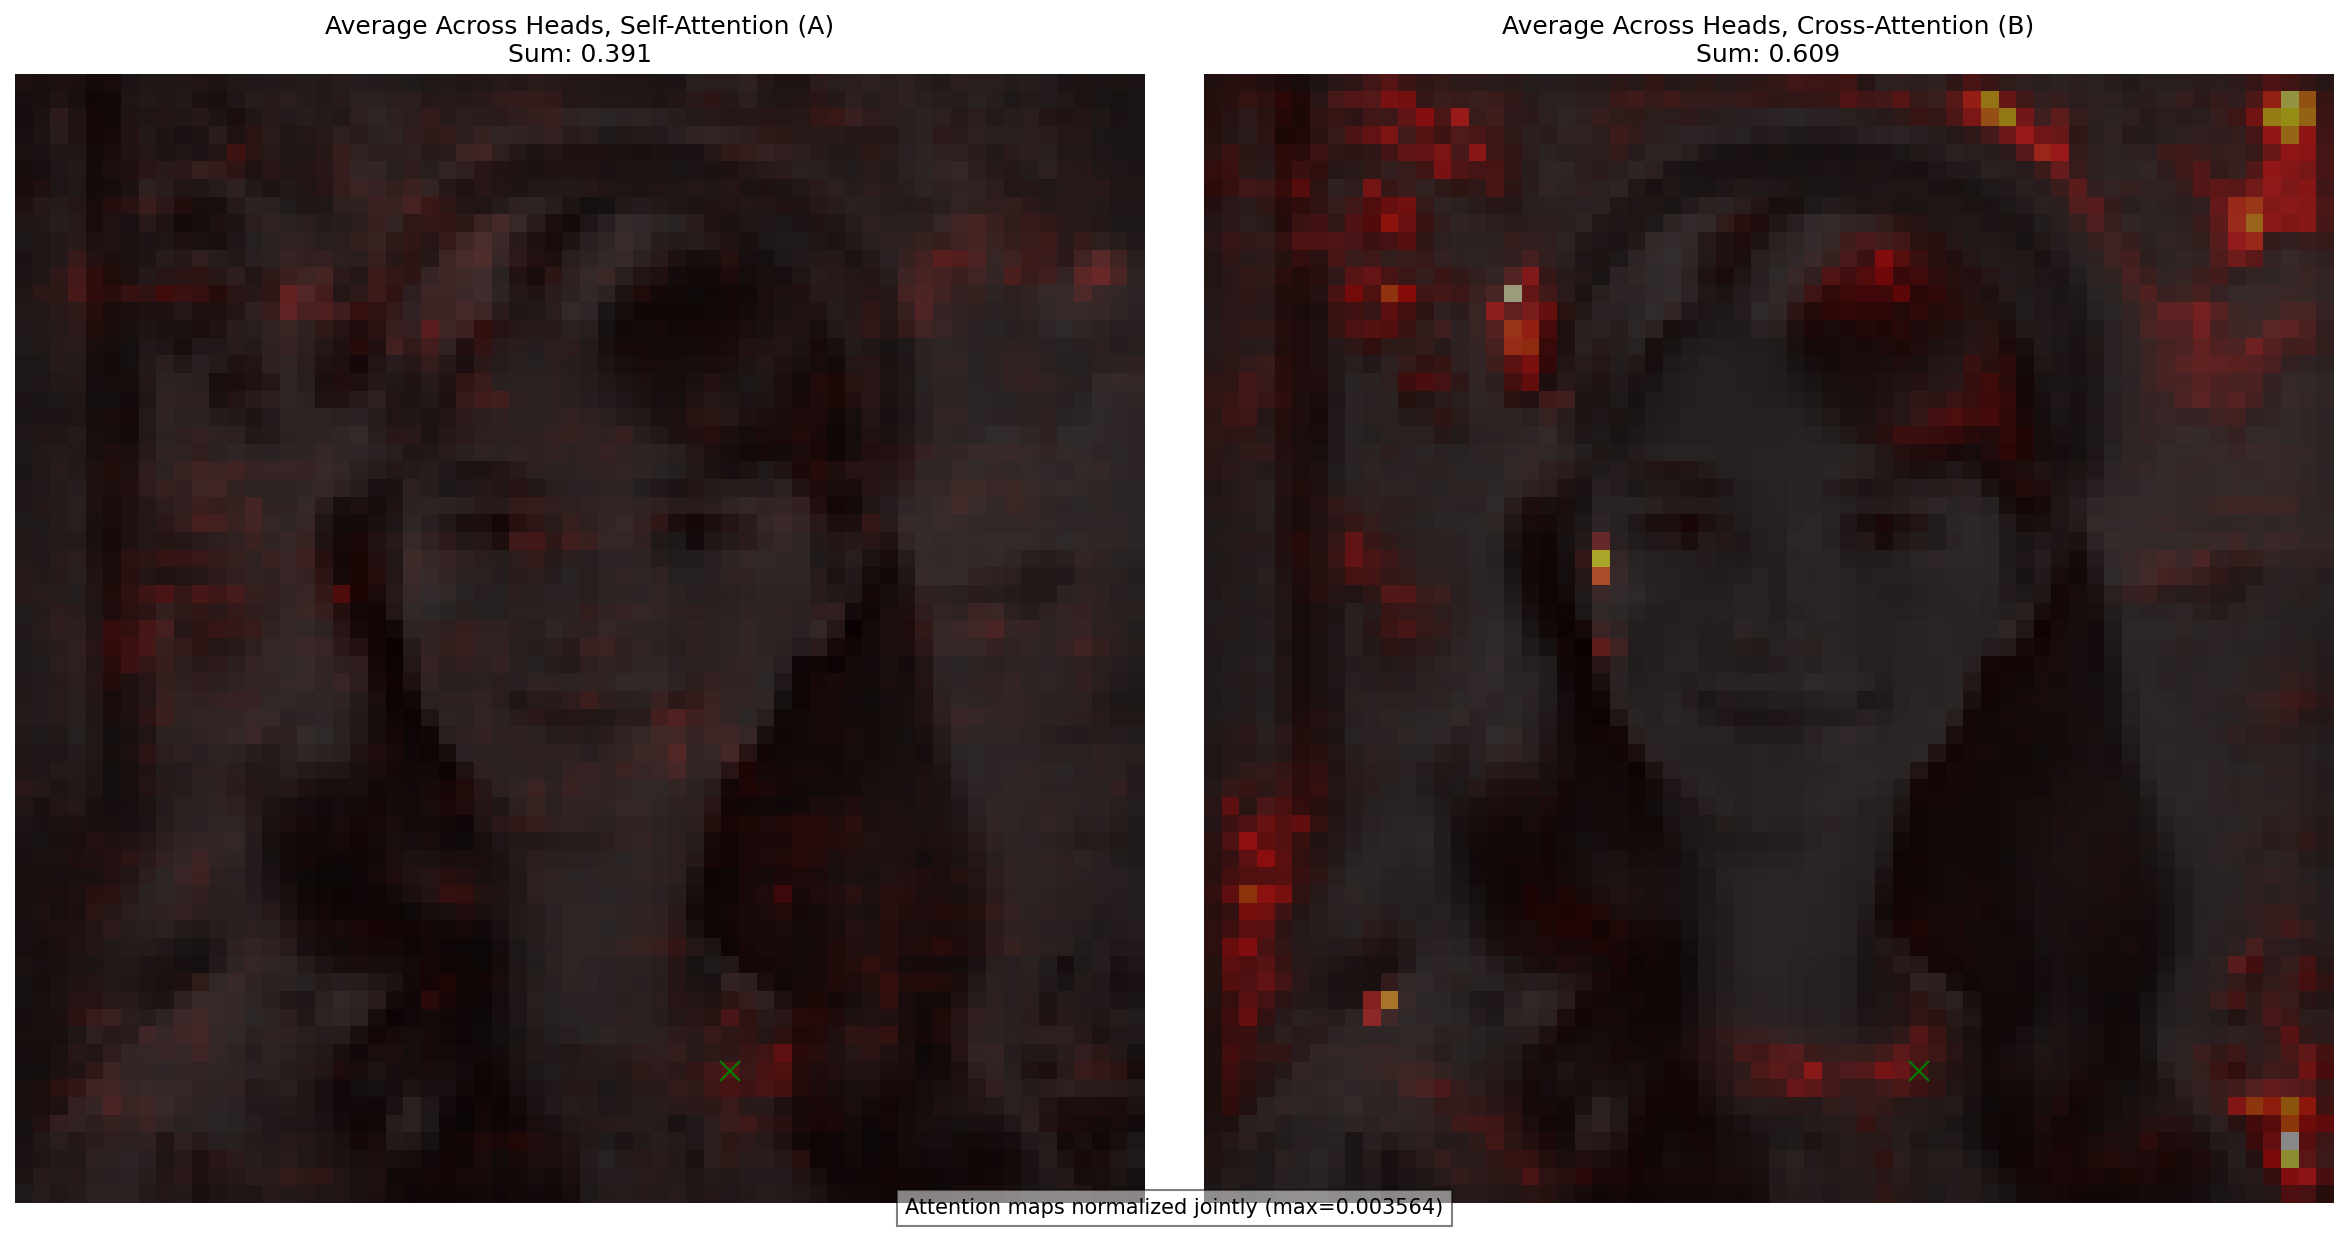 Average Across Heads, Self-Attention (A)
Sum: 0.391
Average Across Heads, Cross-Attention (B)
Sum: 0.609
Attention maps normalized jointly (max=0.003564)